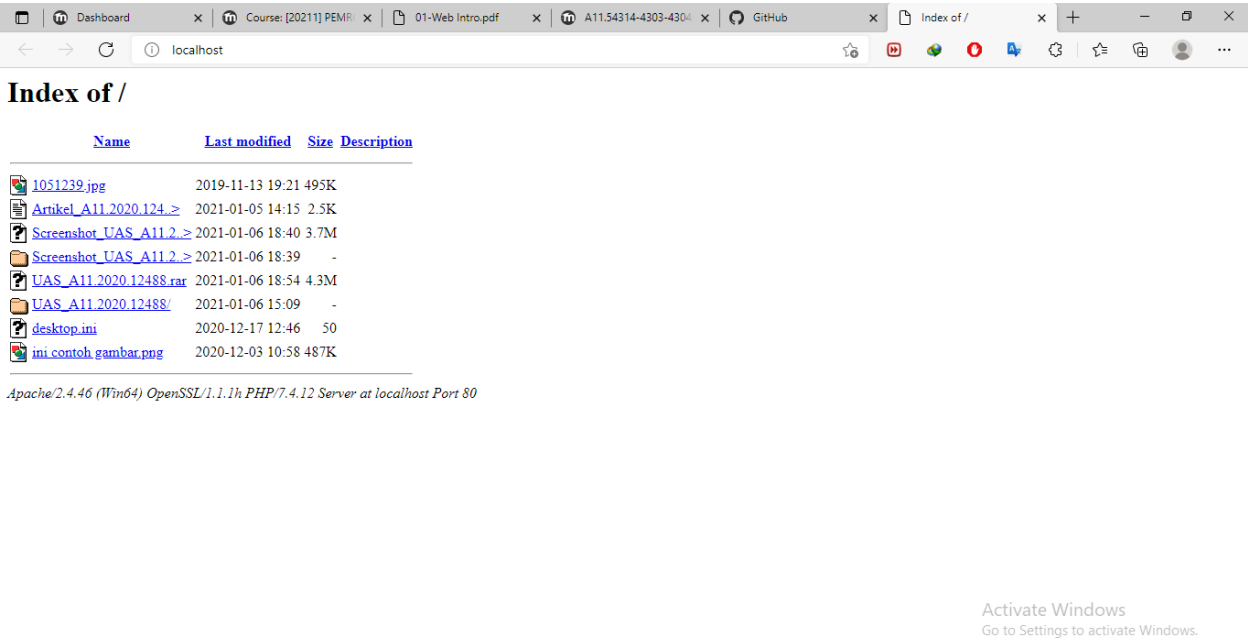 Dashboard Course: [20211] PEMRI 01-Web Intro.pdf A11.54314-4303-4304 GitHub Index of /
localhost
Index of /
Name Last modified Size Description
1051239.jpg 2019-11-13 19:21 495K
Artikel_A11.2020.124..> 2021-01-05 14:15 2.5K
Screenshot_UAS_A11.2..> 2021-01-06 18:40 3.7M
Screenshot_UAS_A11.2..> 2021-01-06 18:39 -
UAS_A11.2020.12488.rar 2021-01-06 18:54 4.3M
UAS_A11.2020.12488/ 2021-01-06 15:09 -
desktop.ini 2020-12-17 12:46 50
ini contoh gambar.png 2020-12-03 10:58 487K
Apache/2.4.46 (Win64) OpenSSL/1.1.1h PHP/7.4.12 Server at localhost Port 80
Activate Windows
Go to Settings to activate Windows.